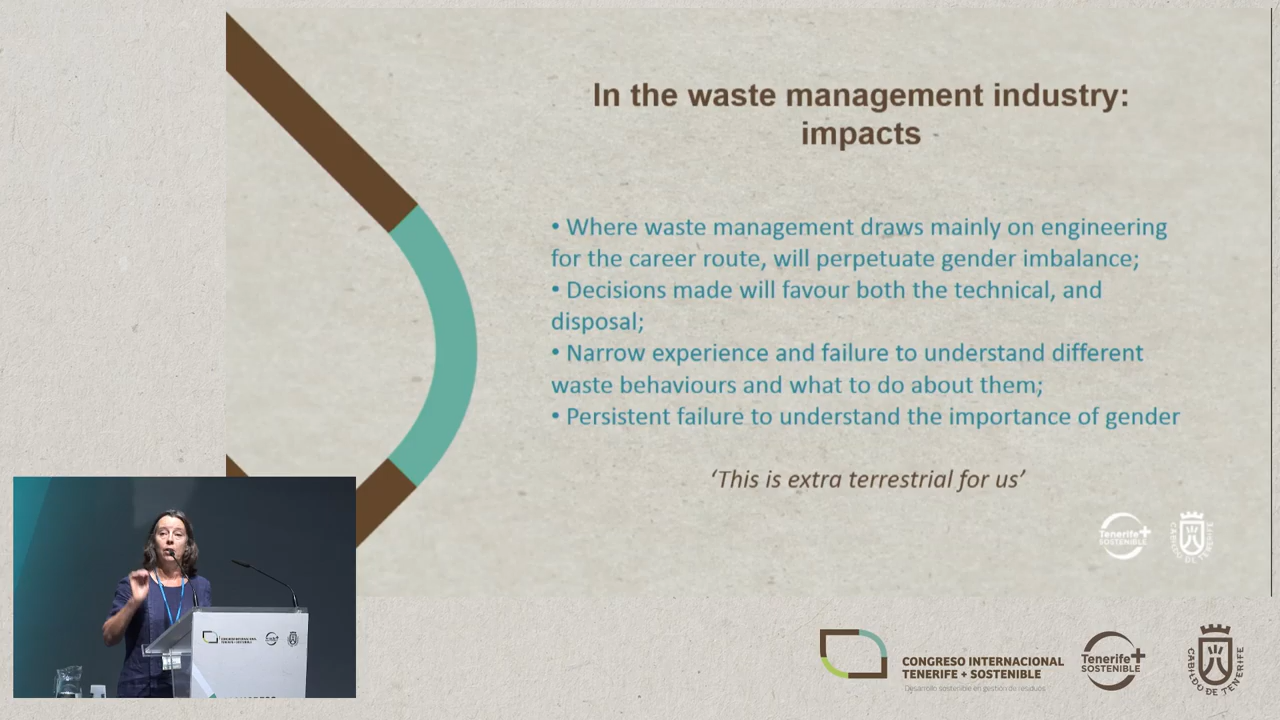 In the waste management industry:
impacts
• Where waste management draws mainly on engineering
for the career route, will perpetuate gender imbalance;
• Decisions made will favour both the technical, and
disposal;
• Narrow experience and failure to understand different
waste behaviours and what to do about them;
• Persistent failure to understand the importance of gender
‘This is extra terrestrial for us’
Tenerife+
SOSTENIBLE
CABILDO DE TENERIFE
CONGRESO INTERNACIONAL
TENERIFE + SOSTENIBLE
CONGRESO INTERNACIONAL
TENERIFE + SOSTENIBLE
Desarrollo sostenible en gestión de residuos
Tenerife+
SOSTENIBLE
CABILDO DE TENERIFE